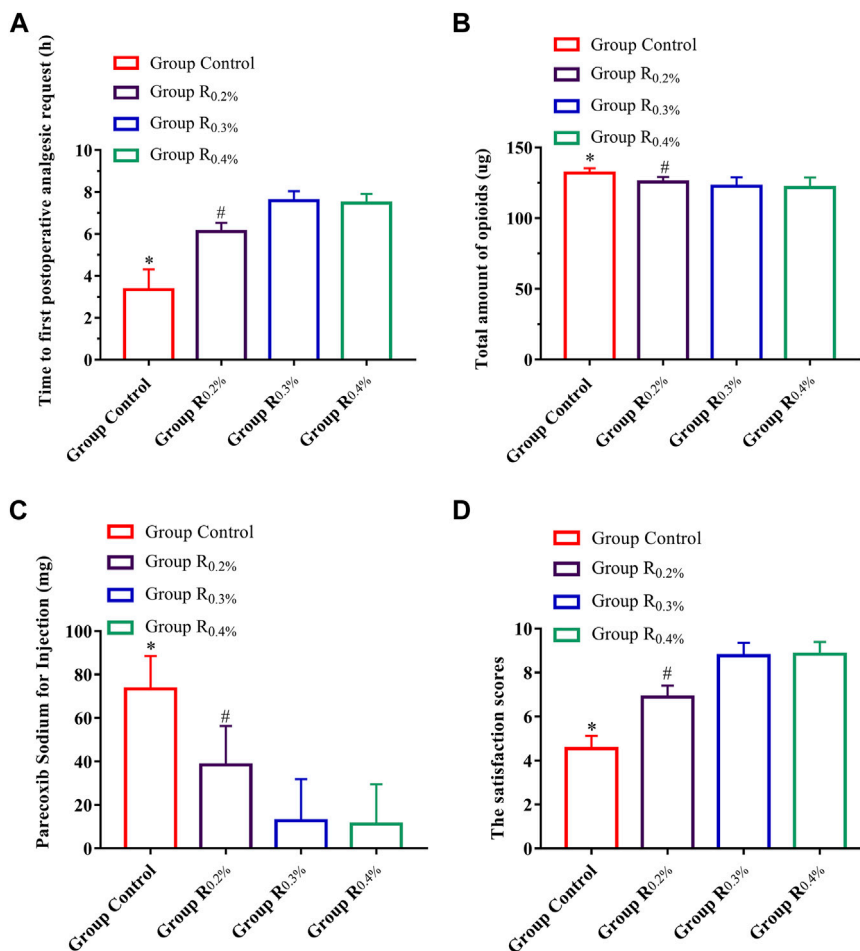 A
Time to first postoperative analgesic request (h)
Group Control
Group R0.2%
Group R0.3%
Group R0.4%
10
8
6
4
2
0
*
#
Group Control
Group R0.2%
Group R0.3%
Group R0.4%
B
Total amount of opioids (ug)
Group Control
Group R0.2%
Group R0.3%
Group R0.4%
150
100
50
0
*
#
Group Control
Group R0.2%
Group R0.3%
Group R0.4%
C
Parecoxib Sodium for Injection (mg)
Group Control
Group R0.2%
Group R0.3%
Group R0.4%
100
80
60
40
20
0
*
#
Group Control
Group R0.2%
Group R0.3%
Group R0.4%
D
The satisfaction scores
Group Control
Group R0.2%
Group R0.3%
Group R0.4%
10
8
6
4
2
0
*
#
Group Control
Group R0.2%
Group R0.3%
Group R0.4%